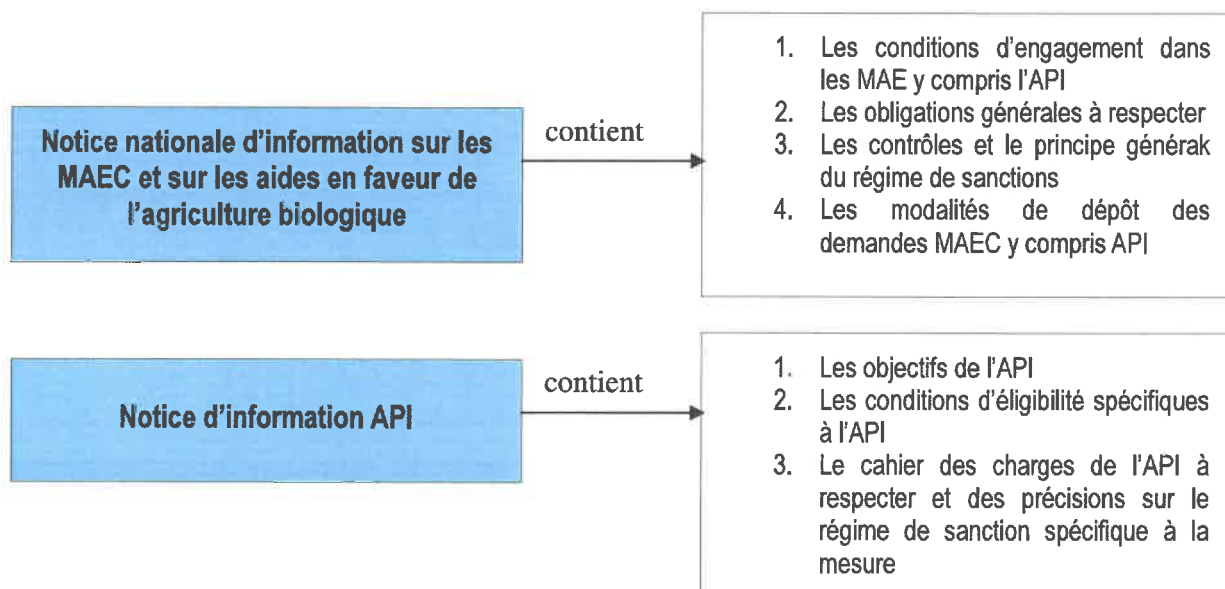 Notice nationale d'information sur les
MAEC et sur les aides en faveur de
l'agriculture biologique
contient
1. Les conditions d'engagement dans
les MAE y compris l'API
2. Les obligations générales à respecter
3. Les contrôles et le principe générak
du régime de sanctions
4. Les modalités de dépôt des
demandes MAEC y compris API
Notice d'information API
contient
1. Les objectifs de l'API
2. Les conditions d'éligibilité spécifiques
à l'API
3. Le cahier des charges de l'API à
respecter et des précisions sur le
régime de sanction spécifique à la
mesure